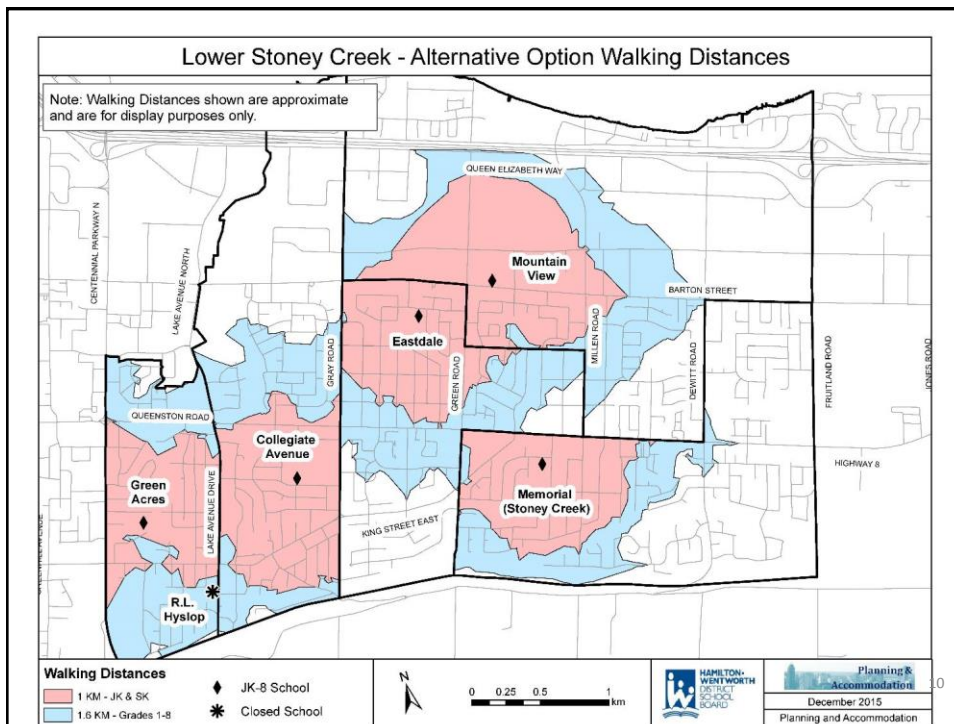 Lower Stoney Creek - Alternative Option Walking Distances
Note: Walking Distances shown are approximate
and are for display purposes only.
QUEEN ELIZABETH WAY
CENTENNIAL PARKWAY N
LAKE AVENUE NORTH
Mountain
View
BARTON STREET
Eastdale
GRAY ROAD
GREEN ROAD
MILLEN ROAD
DEWITT ROAD
FRUITLAND ROAD
JONES ROAD
QUEENSTON ROAD
Collegiate
Avenue
HIGHWAY 8
Green
Acres
LAKE AVENUE DRIVE
Memorial
(Stoney Creek)
KING STREET EAST
R.L.
Hyslop
Walking Distances
1 KM - JK & SK
1.6 KM - Grades 1-8
JK-8 School
Closed School
N
0 0.25 0.5 1
km
HAMILTON-
WENTWORTH
DISTRICT
SCHOOL
BOARD
Planning &
Accommodation
December 2015
Planning and Accommodation
10